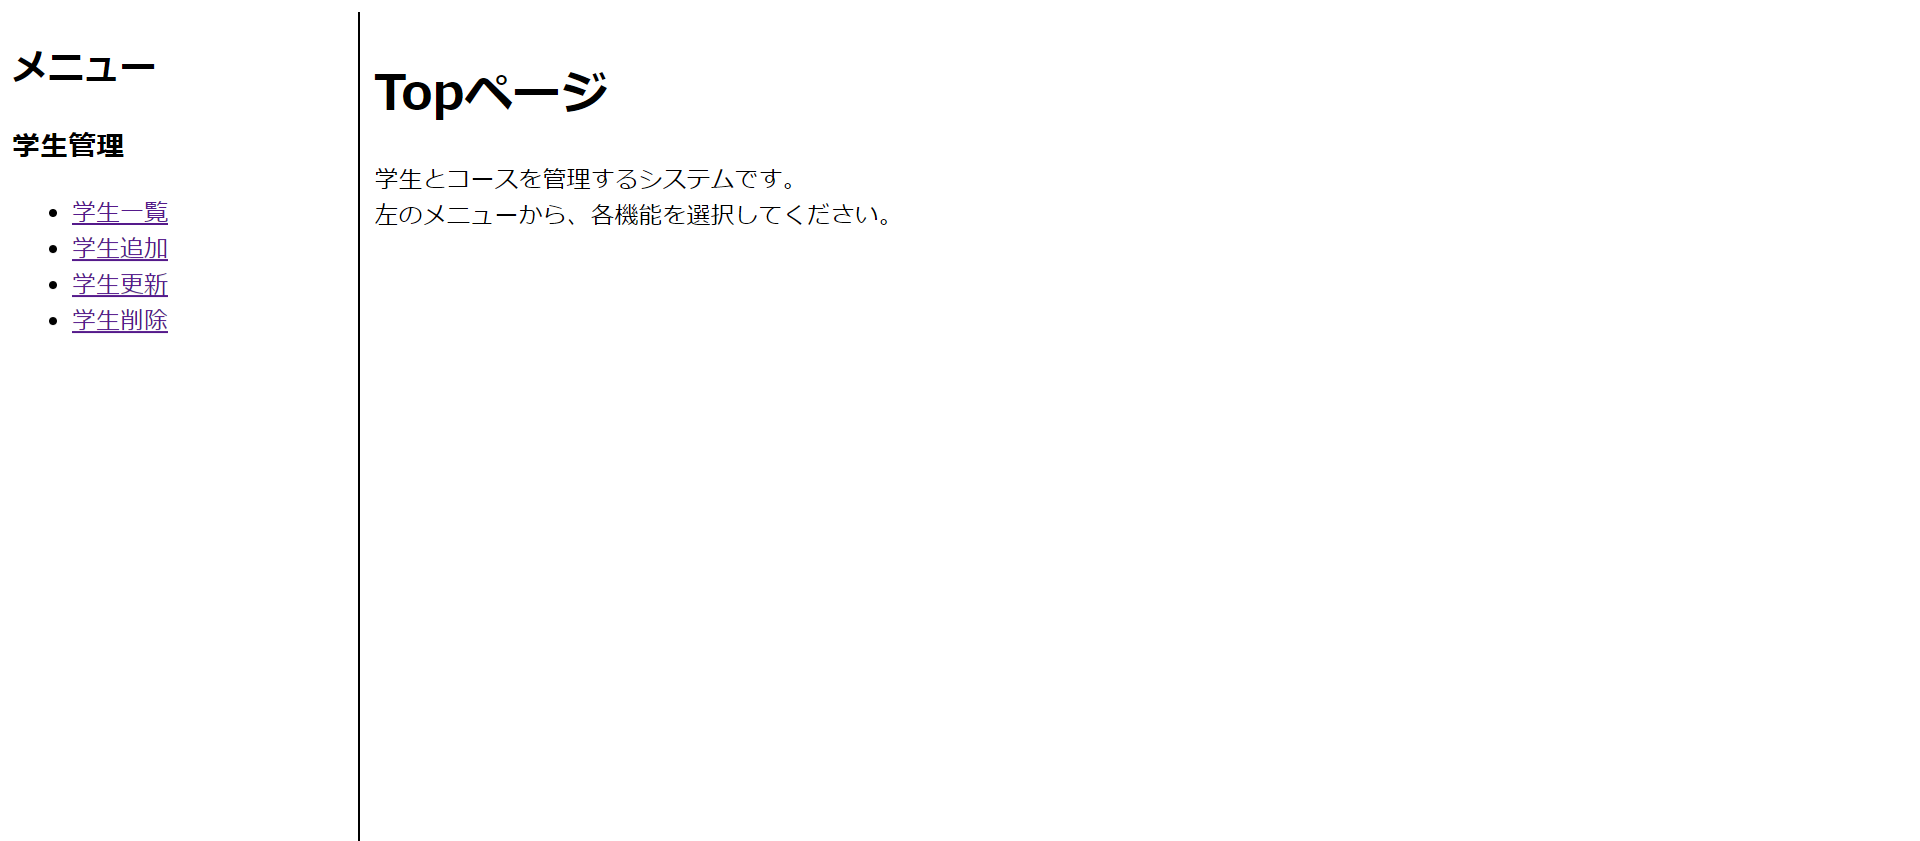 メニュー
学生管理
学生一覧
学生追加
学生更新
学生削除
Topページ
学生とコースを管理するシステムです。
左のメニューから、各機能を選択してください。